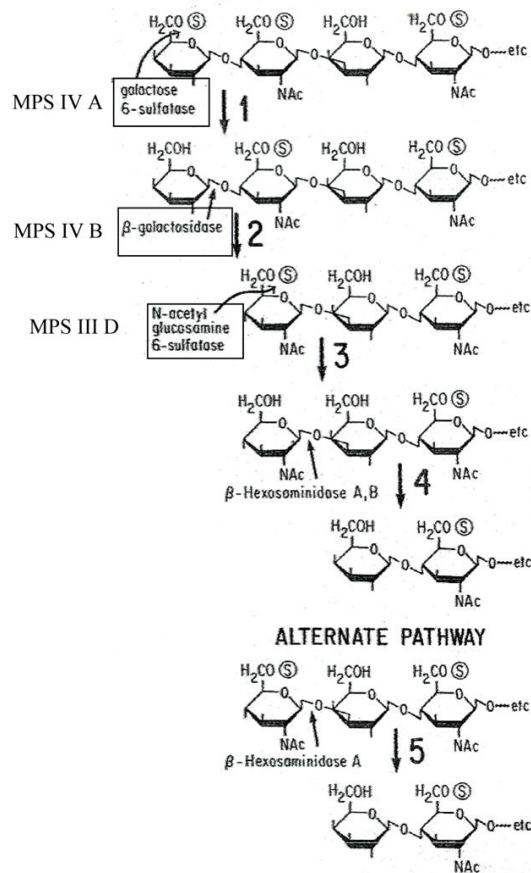 H₂CO Ⓢ H₂CO Ⓢ H₂COH H₂CO Ⓢ
O O O O O O O O etc
NAc NAc
galactose
6-sulfatase
MPS IV A
1
H₂COH H₂CO Ⓢ H₂COH H₂CO Ⓢ
O O O O O O O O etc
NAc NAc
MPS IV B
β-galactosidase
2
H₂CO Ⓢ H₂COH H₂CO Ⓢ
O O O O O O etc
NAc NAc
MPS III D
N-acetyl
glucosamine
6-sulfatase
3
H₂COH H₂COH H₂CO Ⓢ
O O O O O O etc
NAc NAc
β-Hexosaminidase A,B
4
H₂COH H₂CO Ⓢ
O O O O etc
NAc
ALTERNATE PATHWAY
H₂CO Ⓢ H₂COH H₂CO Ⓢ
O O O O O O etc
NAc NAc
β-Hexosaminidase A
5
H₂COH H₂CO Ⓢ
O O O O etc
NAc